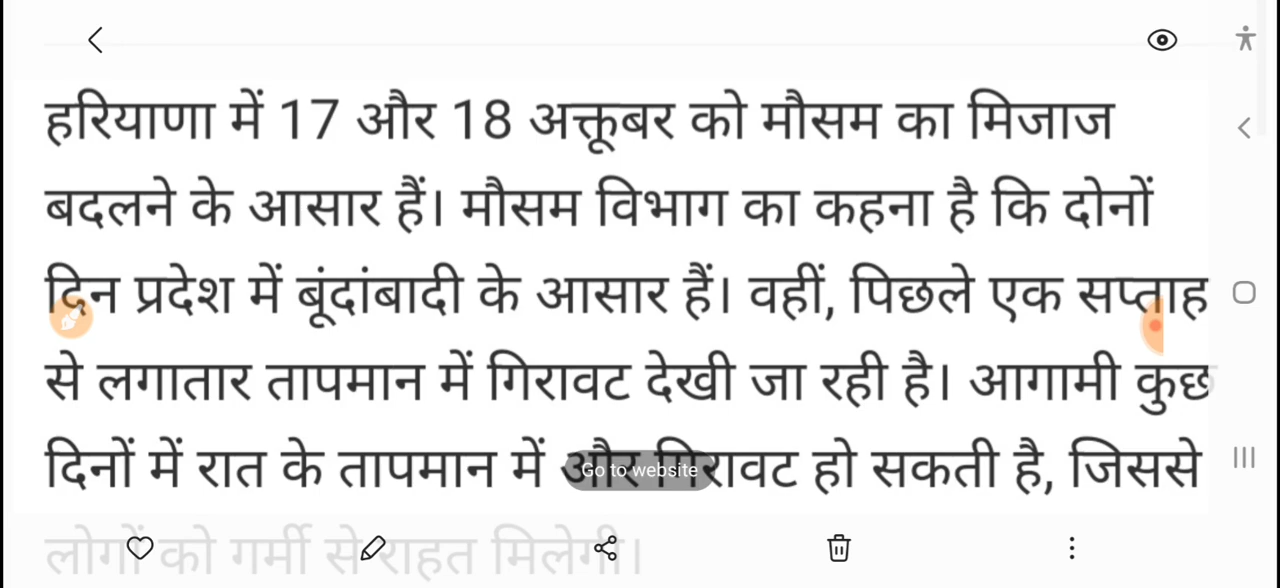 हरियाणा में 17 और 18 अक्तूबर को मौसम का मिजाज
बदलने के आसार हैं। मौसम विभाग का कहना है कि दोनों
दिन प्रदेश में बूंदांबादी के आसार हैं। वहीं, पिछले एक सप्ताह
से लगातार तापमान में गिरावट देखी जा रही है। आगामी कुछ
दिनों में रात के तापमान में और गिरावट हो सकती है, जिससे
Go to website
लोगों को गर्मी से राहत मिलेगी।